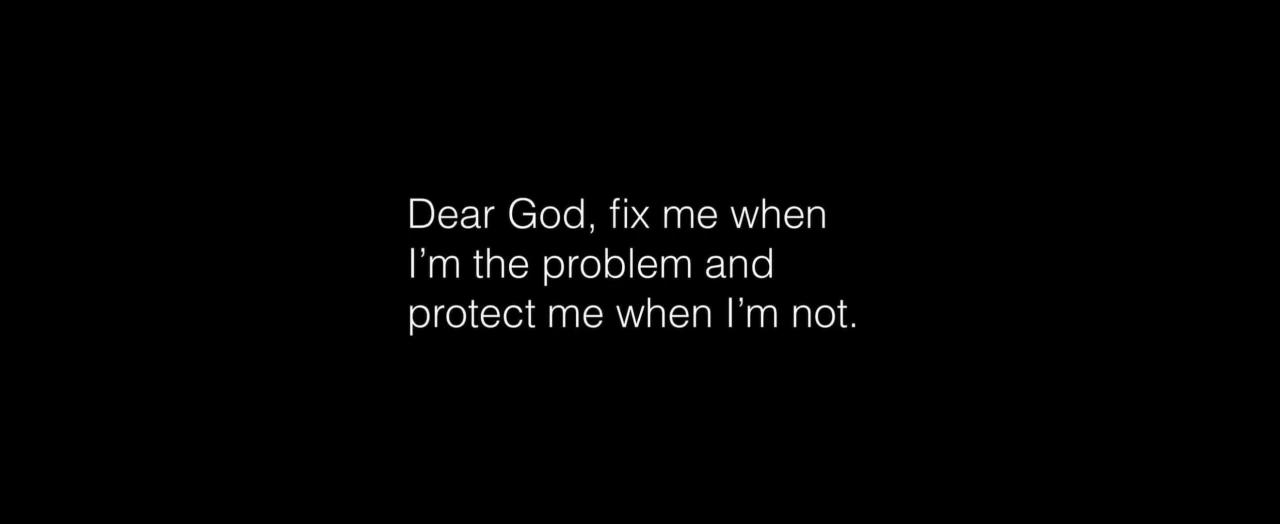 Dear God, fix me when
I’m the problem and
protect me when I’m not.